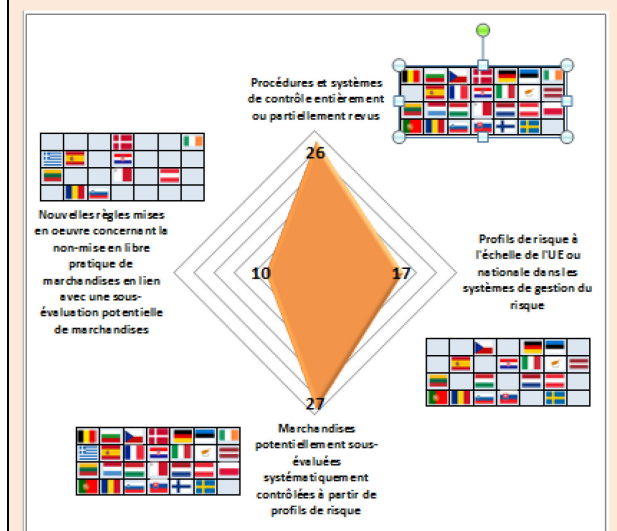 Procédures et systèmes
de contrôle entièrement
ou partiellement revus
26
Nouvelles règles mises
en oeuvre concernant la
non-mise en libre
pratique de
marchandises en lien
avec une sous-
évaluation potentielle
de marchandises
10
17
Profils de risque à
l'échelle de l'UE ou
nationale dans les
systèmes de gestion du
risque
27
Marchandises
potentiellement sous-
évaluées
systématiquement
contrôlées à partir de
profils de risque